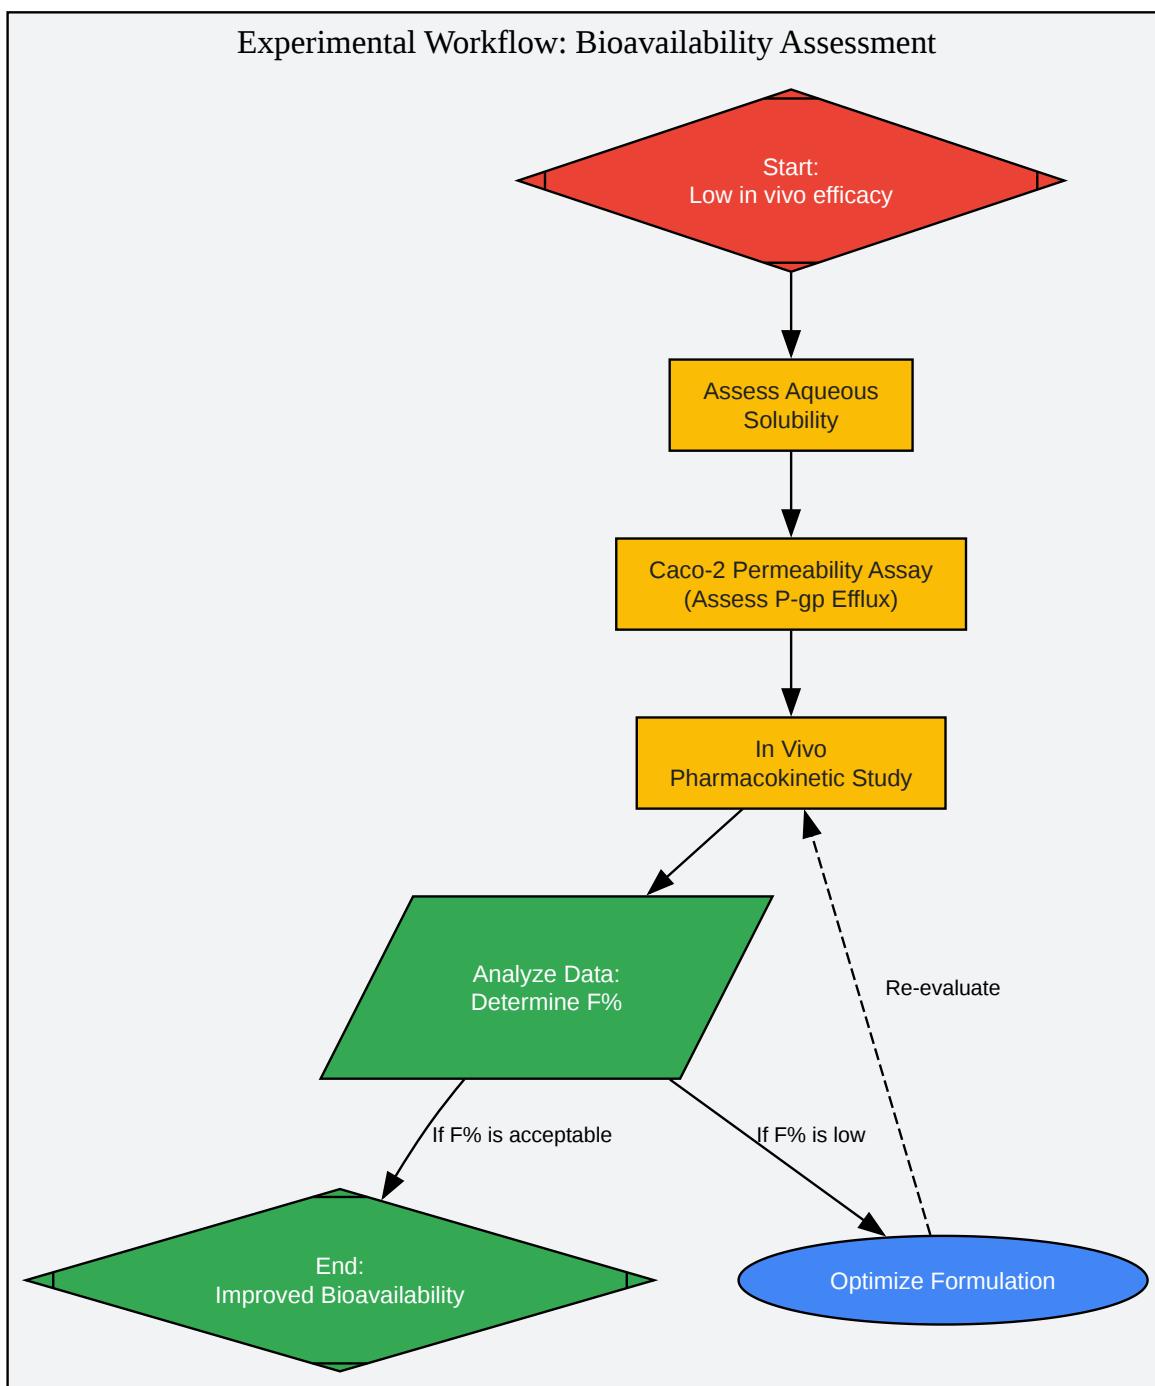 Experimental Workflow: Bioavailability Assessment
Start:
Low in vivo efficacy
Assess Aqueous
Solubility
Caco-2 Permeability Assay
(Assess P-gp Efflux)
In Vivo
Pharmacokinetic Study
Analyze Data:
Determine F%
Re-evaluate
If F% is acceptable
If F% is low
End:
Improved Bioavailability
Optimize Formulation